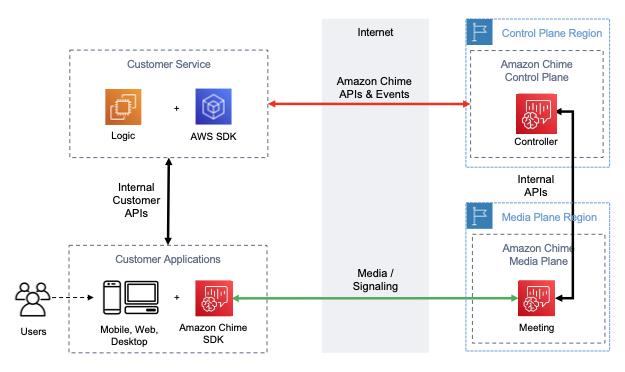 Internet
Control Plane Region
Customer Service
Amazon Chime
Control Plane
Amazon Chime
APIs & Events
+
Logic
AWS SDK
Controller
Internal
Customer
APIs
Internal
APIs
Media Plane Region
Customer Applications
Amazon Chime
Media Plane
Media /
Signaling
+
Users
Mobile, Web,
Desktop
Amazon Chime
SDK
Meeting